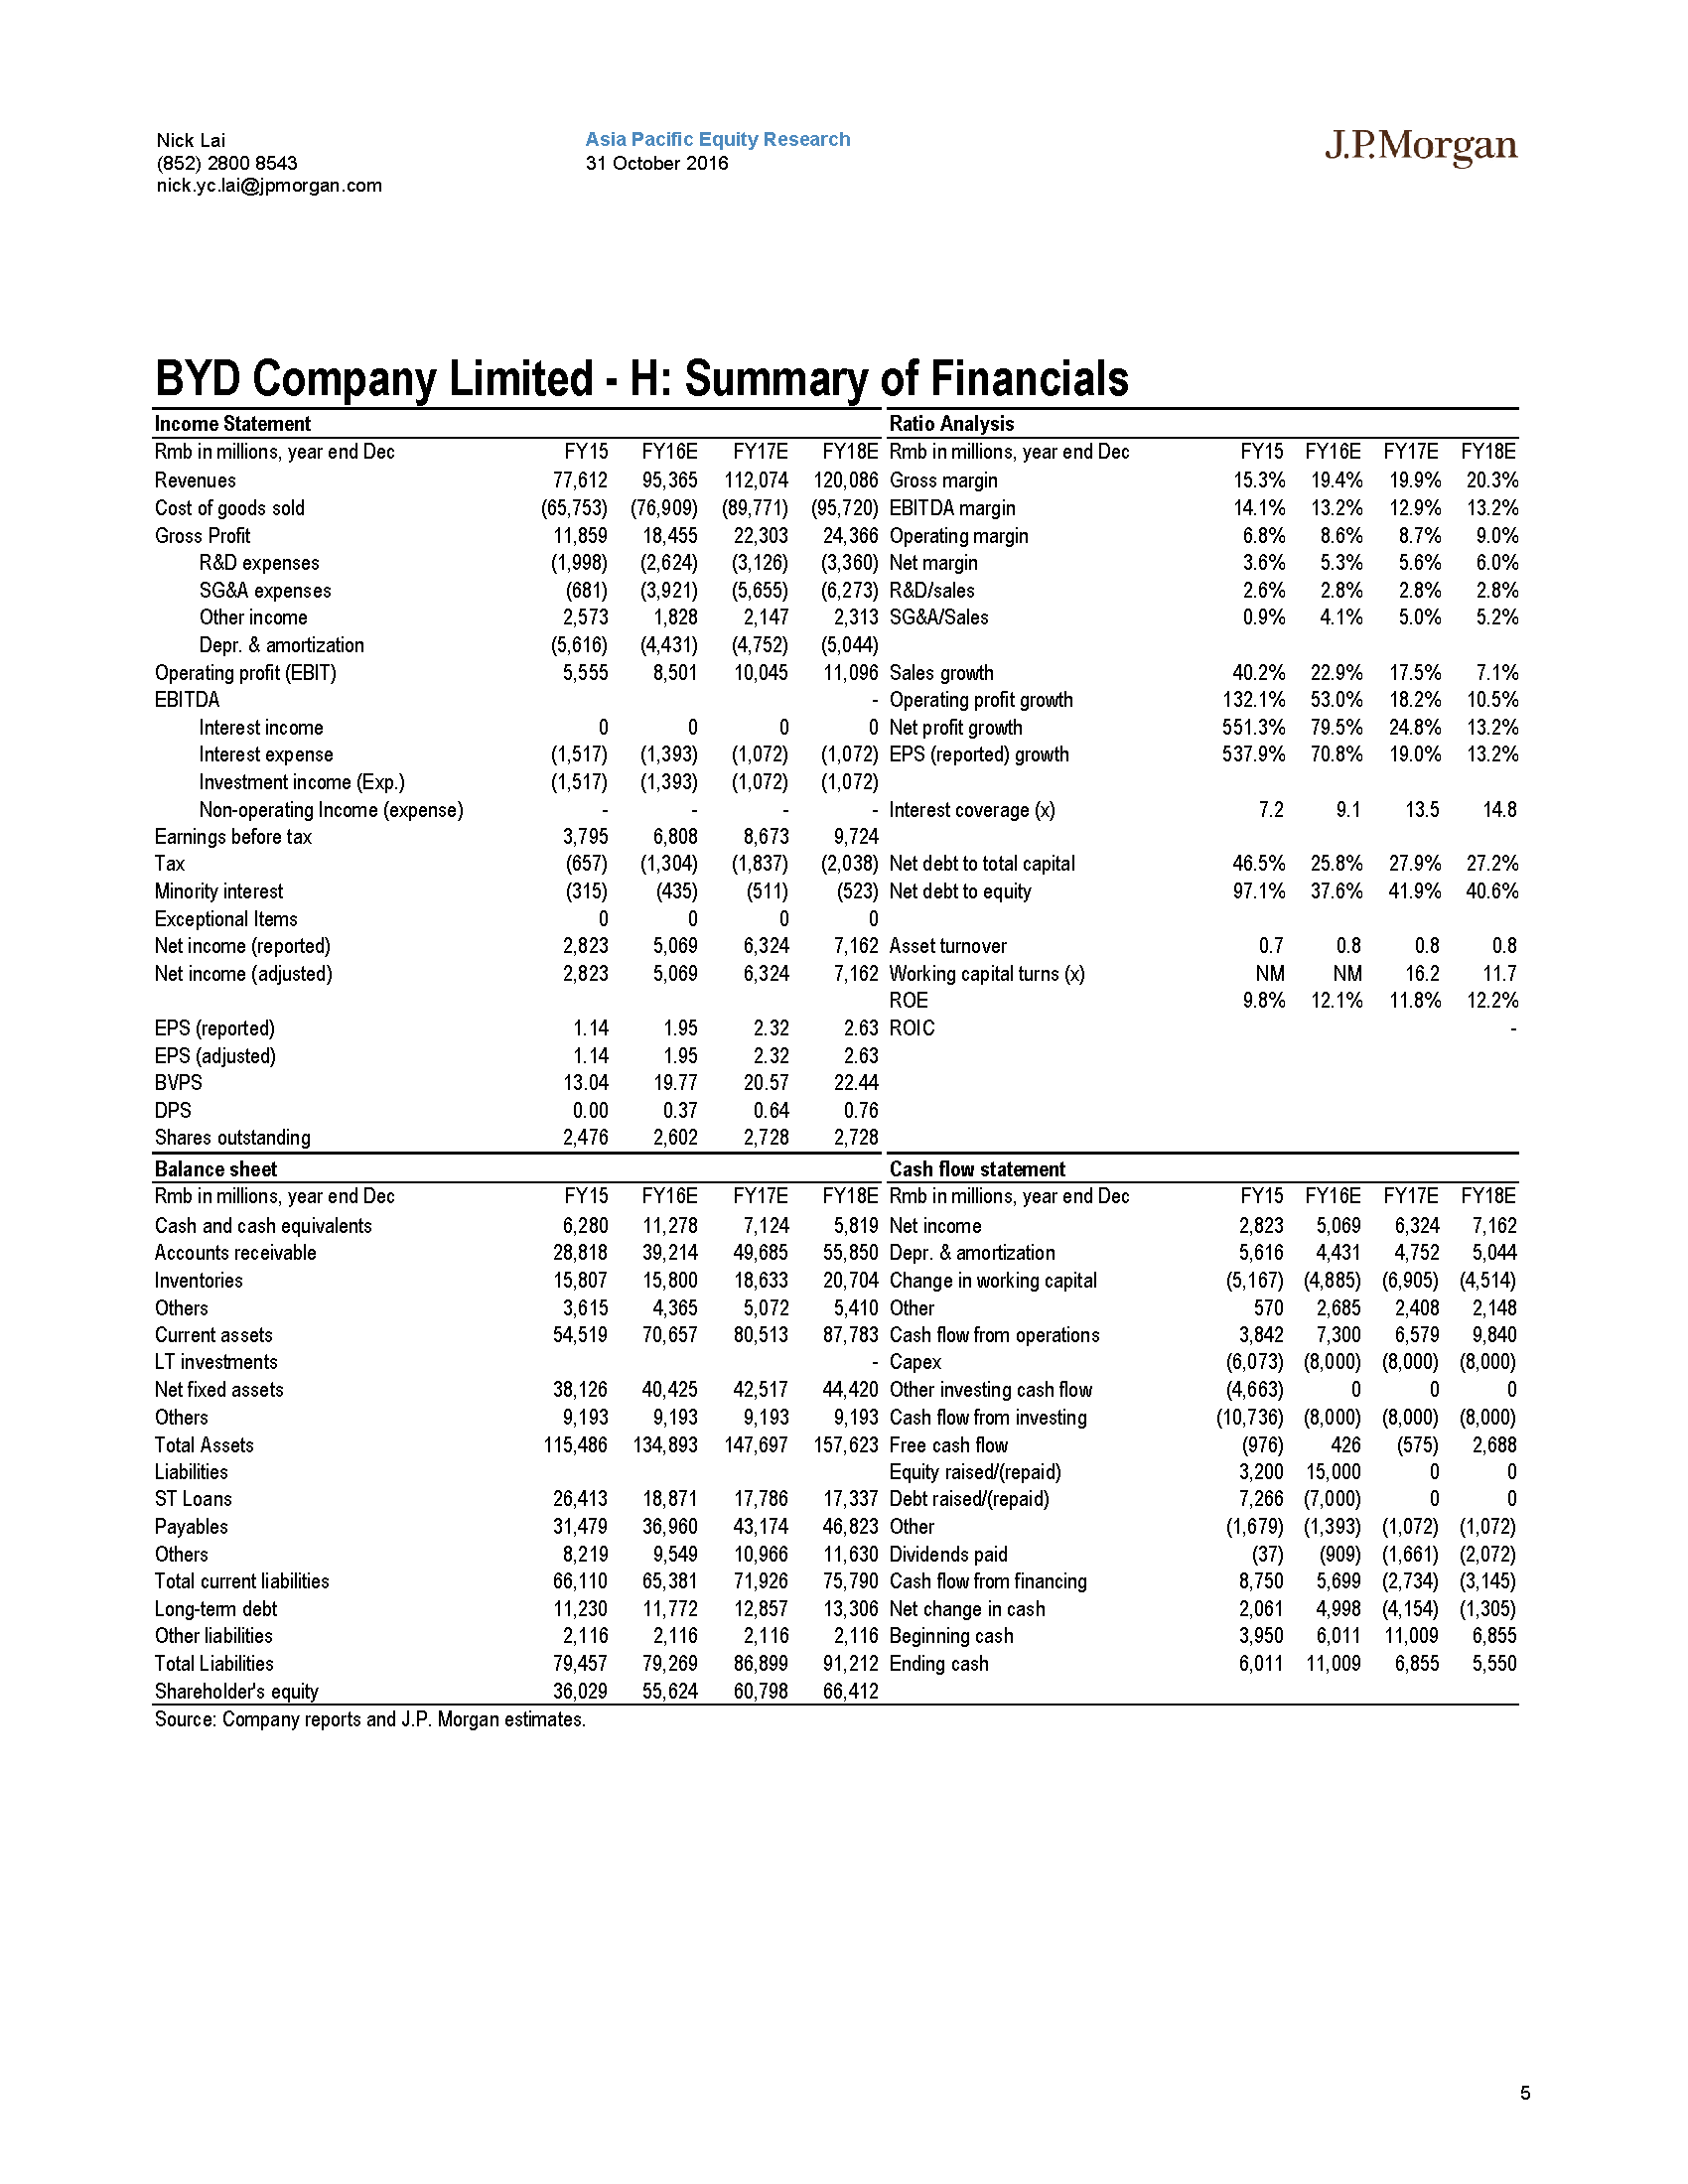 Nick Lai
(852) 2800 8543
nick.yc.lai@jpmorgan.com
Asia Pacific Equity Research
31 October 2016
J.P.Morgan
BYD Company Limited - H: Summary of Financials
Income Statement
Rmb in millions, year end Dec FY15 FY16E FY17E FY18E
Revenues 77,612 95,365 112,074 120,086
Cost of goods sold (65,753) (76,909) (89,771) (95,720)
Gross Profit 11,859 18,455 22,303 24,366
R&D expenses (1,998) (2,624) (3,126) (3,360)
SG&A expenses (681) (3,921) (5,655) (6,273)
Other income 2,573 1,828 2,147 2,313
Depr. & amortization (5,616) (4,431) (4,752) (5,044)
Operating profit (EBIT) 5,555 8,501 10,045 11,096
EBITDA -
Interest income 0 0 0 0
Interest expense (1,517) (1,393) (1,072) (1,072)
Investment income (Exp.) (1,517) (1,393) (1,072) (1,072)
Non-operating Income (expense) - - - -
Earnings before tax 3,795 6,808 8,673 9,724
Tax (657) (1,304) (1,837) (2,038)
Minority interest (315) (435) (511) (523)
Exceptional Items 0 0 0 0
Net income (reported) 2,823 5,069 6,324 7,162
Net income (adjusted) 2,823 5,069 6,324 7,162
EPS (reported) 1.14 1.95 2.32 2.63
EPS (adjusted) 1.14 1.95 2.32 2.63
BVPS 13.04 19.77 20.57 22.44
DPS 0.00 0.37 0.64 0.76
Shares outstanding 2,476 2,602 2,728 2,728
Ratio Analysis
Rmb in millions, year end Dec FY15 FY16E FY17E FY18E
Gross margin 15.3% 19.4% 19.9% 20.3%
EBITDA margin 14.1% 13.2% 12.9% 13.2%
Operating margin 6.8% 8.6% 8.7% 9.0%
Net margin 3.6% 5.3% 5.6% 6.0%
R&D/sales 2.6% 2.8% 2.8% 2.8%
SG&A/Sales 0.9% 4.1% 5.0% 5.2%
Sales growth 40.2% 22.9% 17.5% 7.1%
Operating profit growth 132.1% 53.0% 18.2% 10.5%
Net profit growth 551.3% 79.5% 24.8% 13.2%
EPS (reported) growth 537.9% 70.8% 19.0% 13.2%
Interest coverage (x) 7.2 9.1 13.5 14.8
Net debt to total capital 46.5% 25.8% 27.9% 27.2%
Net debt to equity 97.1% 37.6% 41.9% 40.6%
Asset turnover 0.7 0.8 0.8 0.8
Working capital turns (x) NM NM 16.2 11.7
ROE 9.8% 12.1% 11.8% 12.2%
ROIC -
Balance sheet
Rmb in millions, year end Dec FY15 FY16E FY17E FY18E
Cash and cash equivalents 6,280 11,278 7,124 5,819
Accounts receivable 28,818 39,214 49,685 55,850
Inventories 15,807 15,800 18,633 20,704
Others 3,615 4,365 5,072 5,410
Current assets 54,519 70,657 80,513 87,783
LT investments -
Net fixed assets 38,126 40,425 42,517 44,420
Others 9,193 9,193 9,193 9,193
Total Assets 115,486 134,893 147,697 157,623
Liabilities
ST Loans 26,413 18,871 17,786 17,337
Payables 31,479 36,960 43,174 46,823
Others 8,219 9,549 10,966 11,630
Total current liabilities 66,110 65,381 71,926 75,790
Long-term debt 11,230 11,772 12,857 13,306
Other liabilities 2,116 2,116 2,116 2,116
Total Liabilities 79,457 79,269 86,899 91,212
Shareholder's equity 36,029 55,624 60,798 66,412
Cash flow statement
Rmb in millions, year end Dec FY15 FY16E FY17E FY18E
Net income 2,823 5,069 6,324 7,162
Depr. & amortization 5,616 4,431 4,752 5,044
Change in working capital (5,167) (4,885) (6,905) (4,514)
Other 570 2,685 2,408 2,148
Cash flow from operations 3,842 7,300 6,579 9,840
Capex (6,073) (8,000) (8,000) (8,000)
Other investing cash flow (4,663) 0 0 0
Cash flow from investing (10,736) (8,000) (8,000) (8,000)
Free cash flow (976) 426 (575) 2,688
Equity raised/(repaid) 3,200 15,000 0 0
Debt raised/(repaid) 7,266 (7,000) 0 0
Other (1,679) (1,393) (1,072) (1,072)
Dividends paid (37) (909) (1,661) (2,072)
Cash flow from financing 8,750 5,699 (2,734) (3,145)
Net change in cash 2,061 4,998 (4,154) (1,305)
Beginning cash 3,950 6,011 11,009 6,855
Ending cash 6,011 11,009 6,855 5,550
Source: Company reports and J.P. Morgan estimates.
5